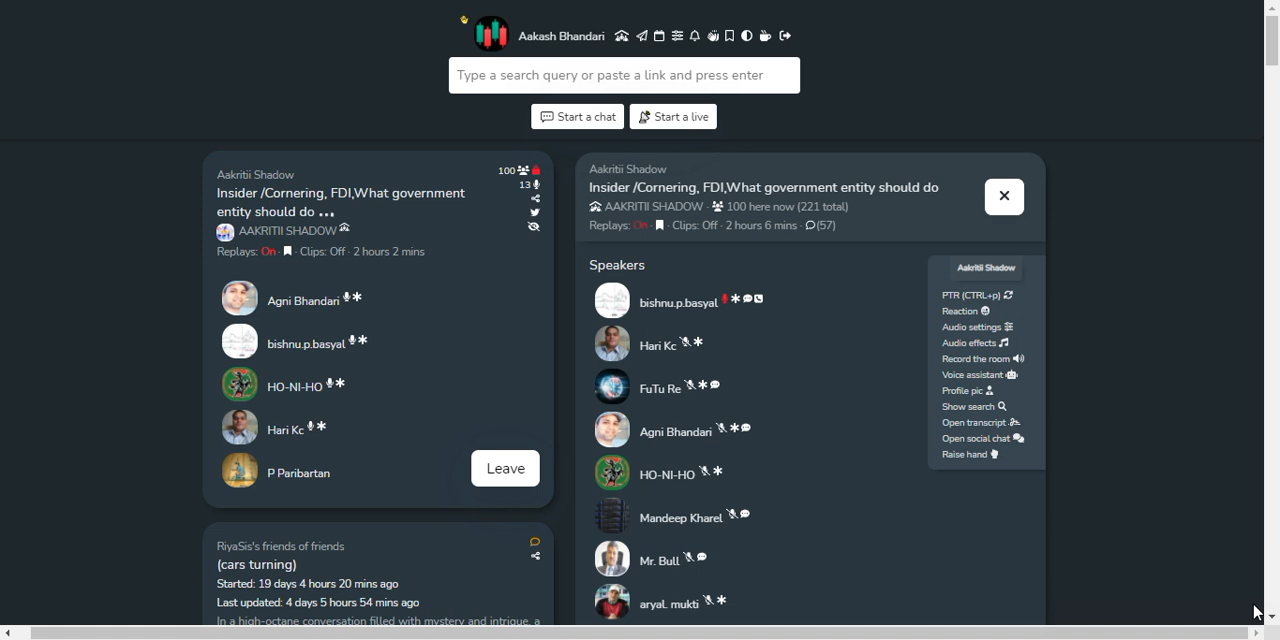 Aakash Bhandari
Type a search query or paste a link and press enter
Start a chat
Start a live
Aakritii Shadow
100
Insider /Cornering, FDI,What government
entity should do ...
13
AAKRITII SHADOW
Replays: On · Clips: Off · 2 hours 2 mins
Agni Bhandari
bishnu.p.basyal
HO-NI-HO
Hari Kc
P Paribartan
Leave
RiyaSis's friends of friends
(cars turning)
Started: 19 days 4 hours 20 mins ago
Last updated: 4 days 5 hours 54 mins ago
In a high-octane conversation filled with mystery and intrigue, a
Aakritii Shadow
Insider /Cornering, FDI,What government entity should do
AAKRITII SHADOW · 100 here now (221 total)
Replays: On · Clips: Off · 2 hours 6 mins · (57)
Speakers
bishnu.p.basyal
Hari Kc
FuTu Re
Agni Bhandari
HO-NI-HO
Mandeep Kharel
Mr. Bull
aryal. mukti
Aakritii Shadow
PTR (CTRL+p)
Reaction
Audio settings
Audio effects
Record the room
Voice assistant
Profile pic
Show search
Open transcript
Open social chat
Raise hand